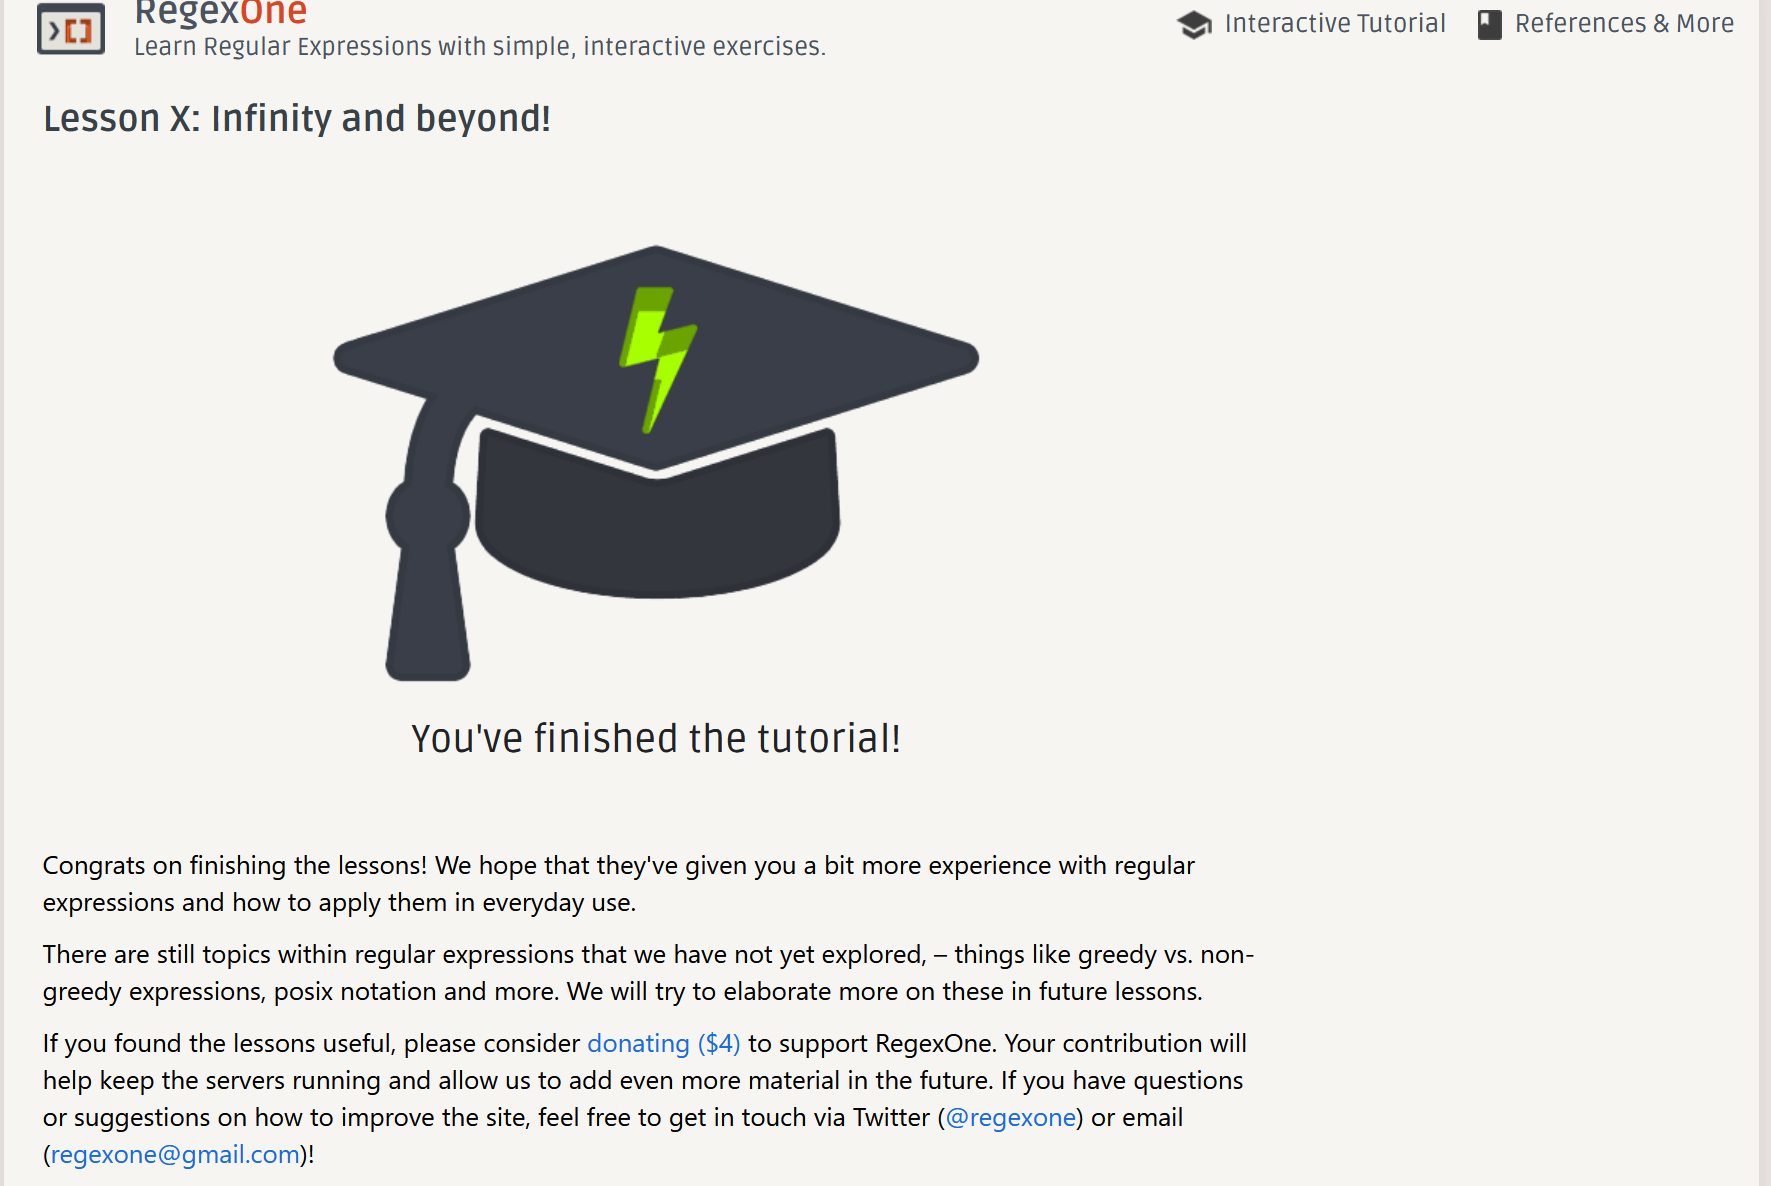 RegexOne
Learn Regular Expressions with simple, interactive exercises.
Interactive Tutorial
References & More
Lesson X: Infinity and beyond!
You've finished the tutorial!
Congrats on finishing the lessons! We hope that they've given you a bit more experience with regular
expressions and how to apply them in everyday use.
There are still topics within regular expressions that we have not yet explored, – things like greedy vs. non-
greedy expressions, posix notation and more. We will try to elaborate more on these in future lessons.
If you found the lessons useful, please consider donating ($4) to support RegexOne. Your contribution will
help keep the servers running and allow us to add even more material in the future. If you have questions
or suggestions on how to improve the site, feel free to get in touch via Twitter (@regexone) or email
(regexone@gmail.com)!